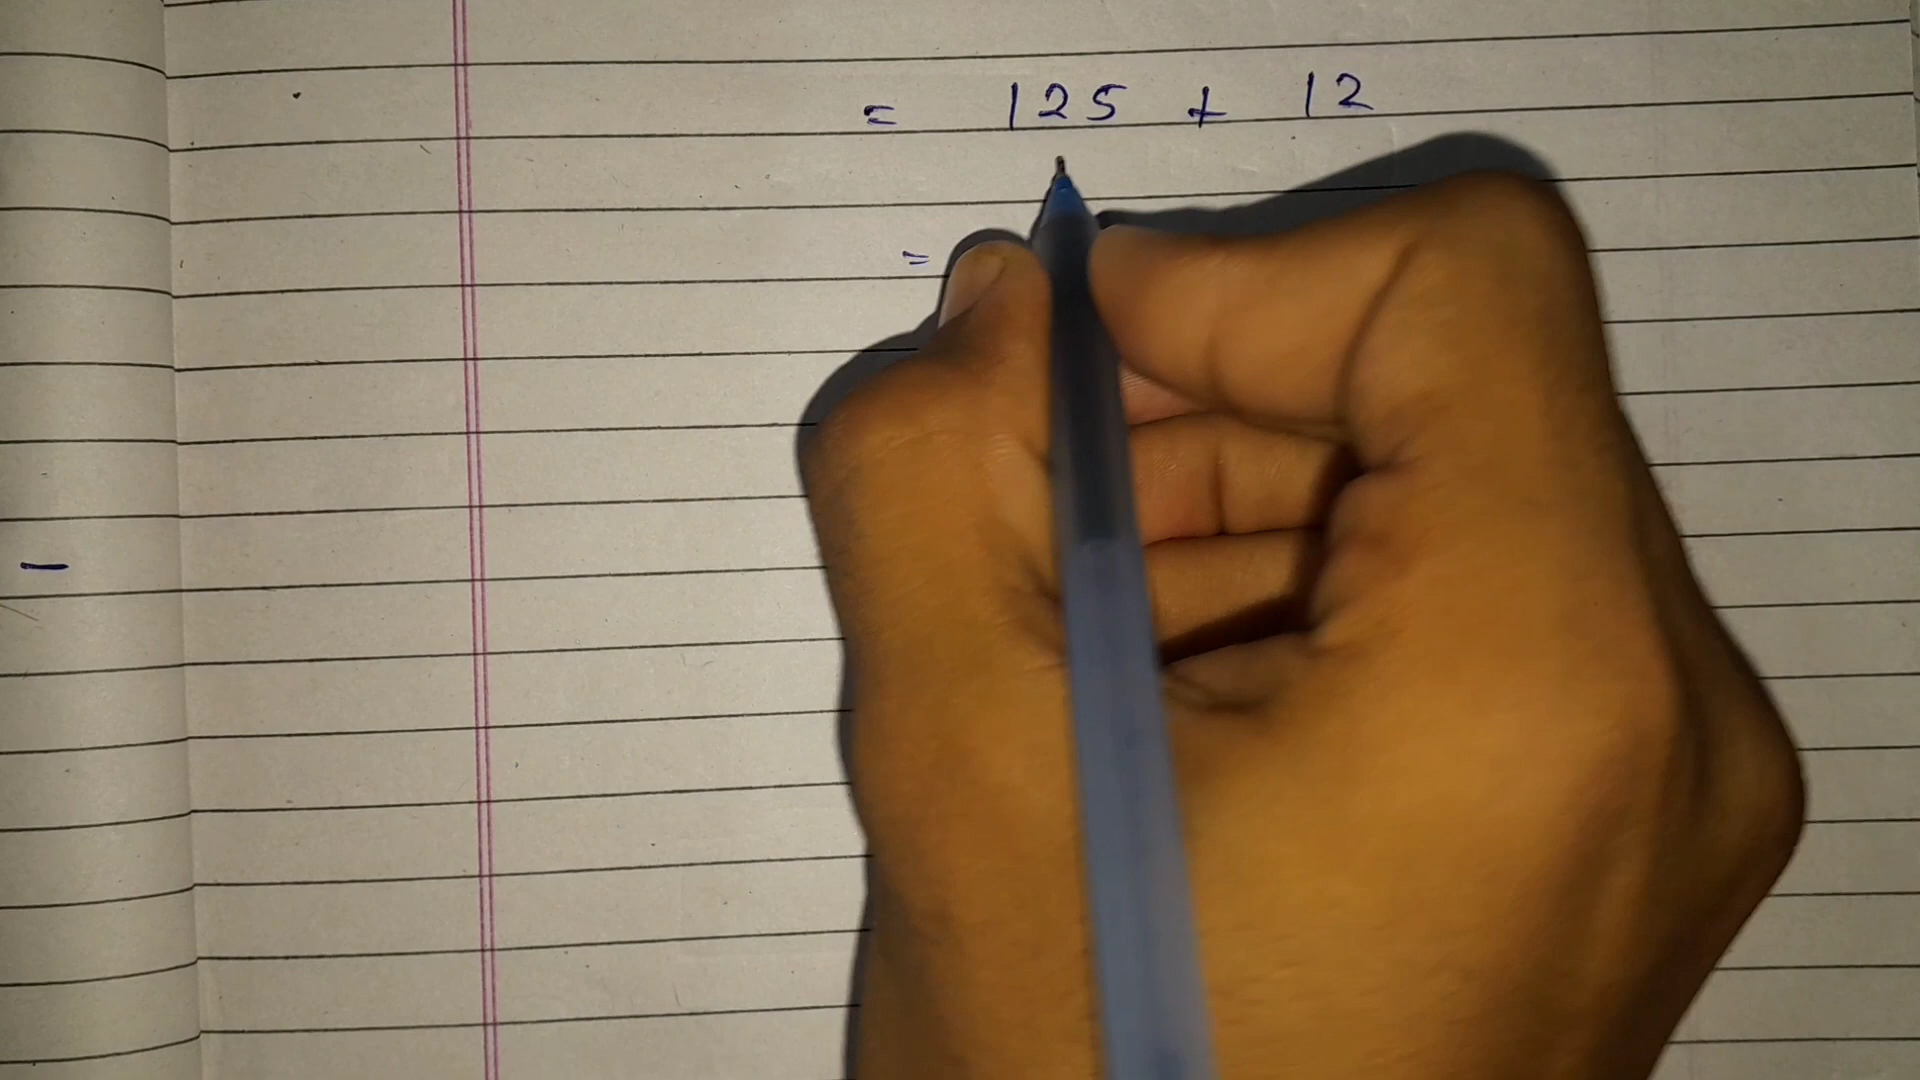 = 125 + 12
=
-